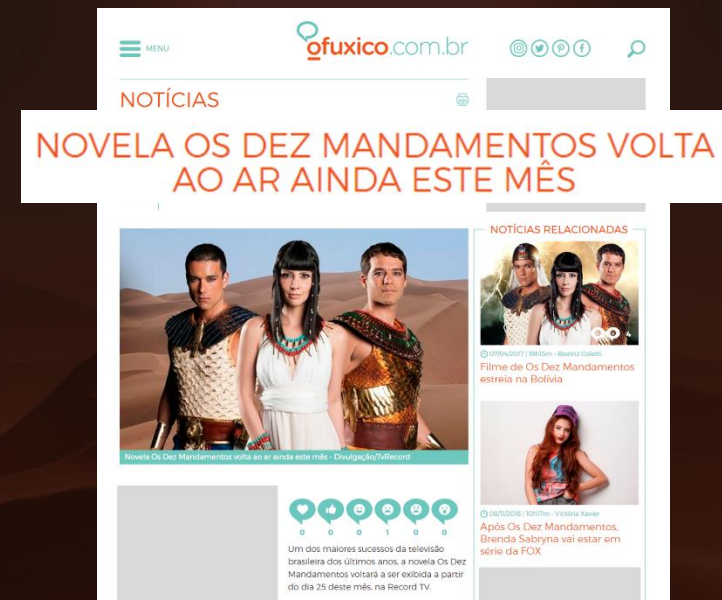 MENU
ofuxico.com.br
NOTÍCIAS
NOVELA OS DEZ MANDAMENTOS VOLTA
AO AR AINDA ESTE MÊS
Novela Os Dez Mandamentos volta ao ar ainda este mês - Divulgação/TvRecord
0 0 0 1 0 0
Um dos maiores sucessos da televisão
brasileira dos últimos anos, a novela Os Dez
Mandamentos voltará a ser exibida a partir
do dia 25 deste mês, na Record TV.
NOTÍCIAS RELACIONADAS
4
07/04/2017 | 19h15m - Beatriz Coletti
Filme de Os Dez Mandamentos
estreia na Bolívia
08/11/2016 | 10h17m - Victória Xavier
Após Os Dez Mandamentos,
Brenda Sabryna vai estar em
série da FOX